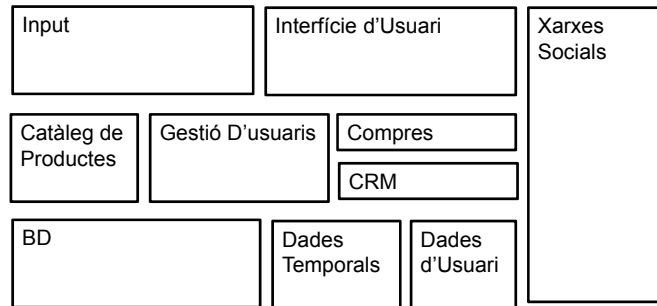 Input
Interfície d'Usuari
Xarxes
Socials
Catàleg de
Productes
Gestió D'usuaris
Compres
CRM
BD
Dades
Temporals
Dades
d'Usuari